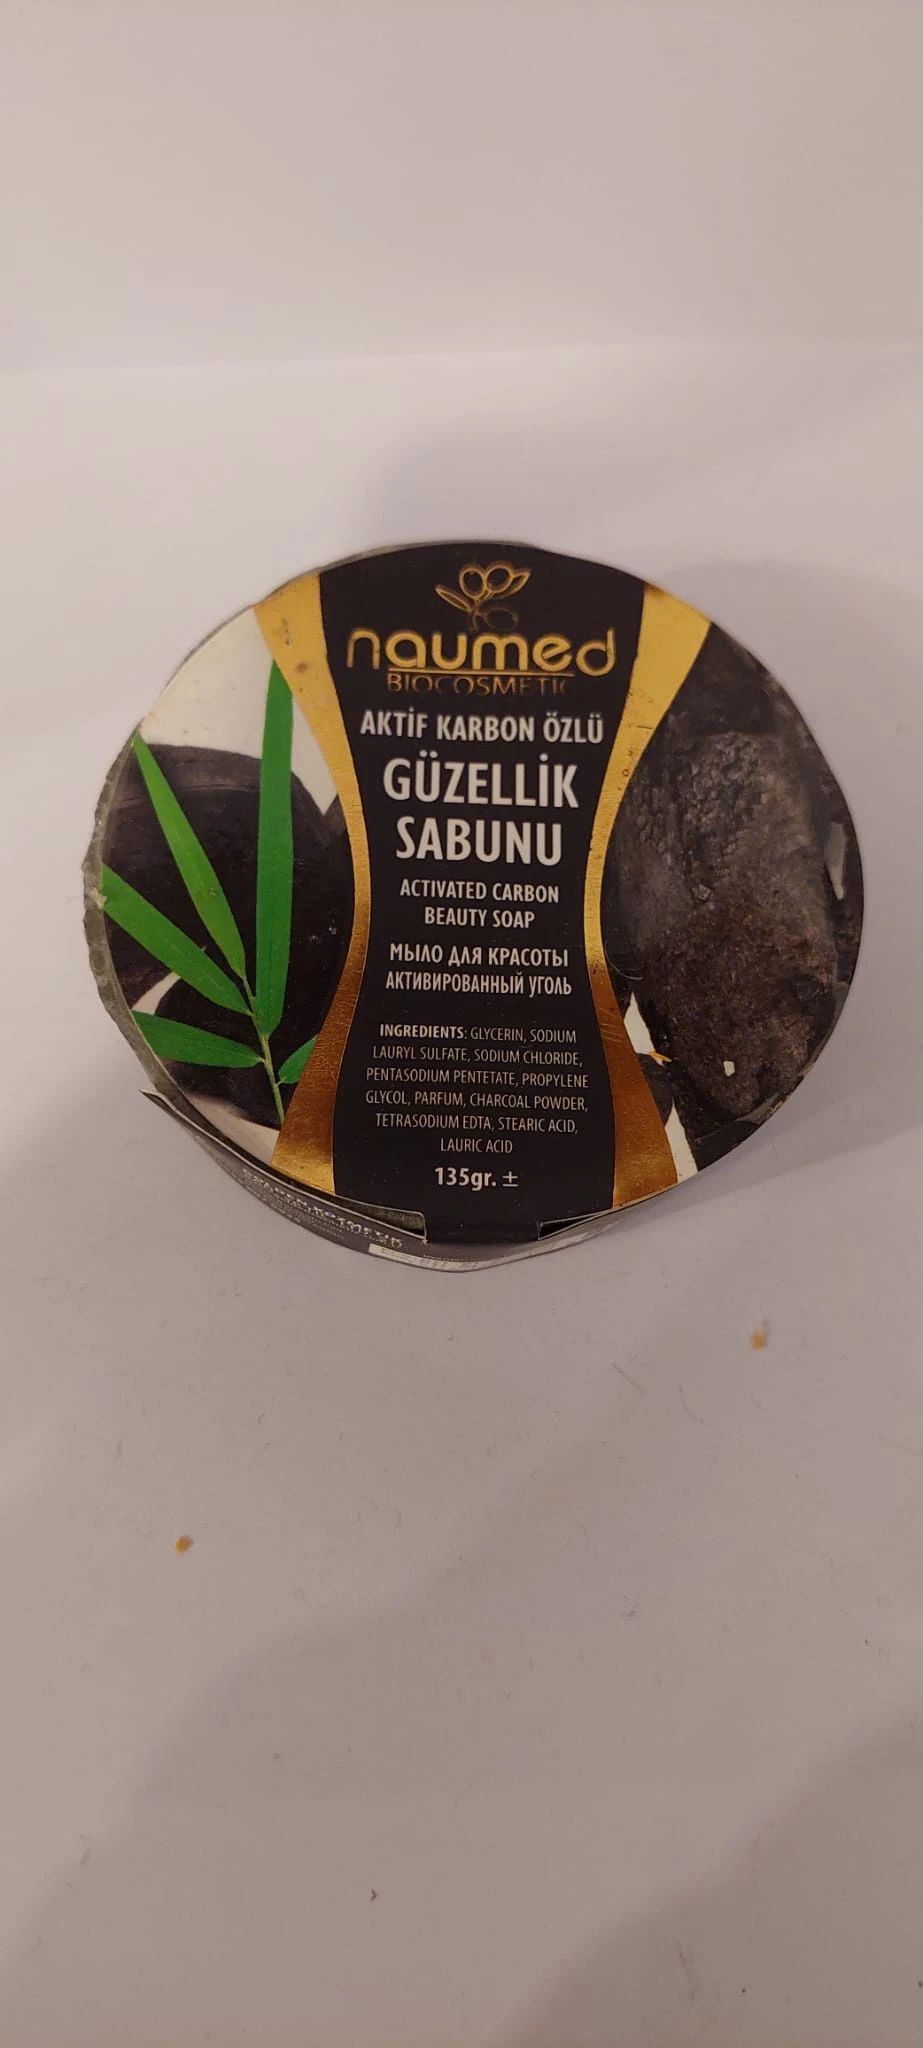 naumed
BIOCOSMETIC
AKTİF KARBON ÖZLÜ
GÜZELLİK
SABUNU
ACTIVATED CARBON
BEAUTY SOAP
МЫЛО ДЛЯ КРАСОТЫ
АКТИВИРОВАННЫЙ УГОЛЬ
INGREDIENTS: GLYCERIN, SODIUM
LAURYL SULFATE, SODIUM CHLORIDE,
PENTASODIUM PENTETATE, PROPYLENE
GLYCOL, PARFUM, CHARCOAL POWDER,
TETRASODIUM EDTA, STEARIC ACID,
LAURIC ACID
135gr. ±
KOZMETİK